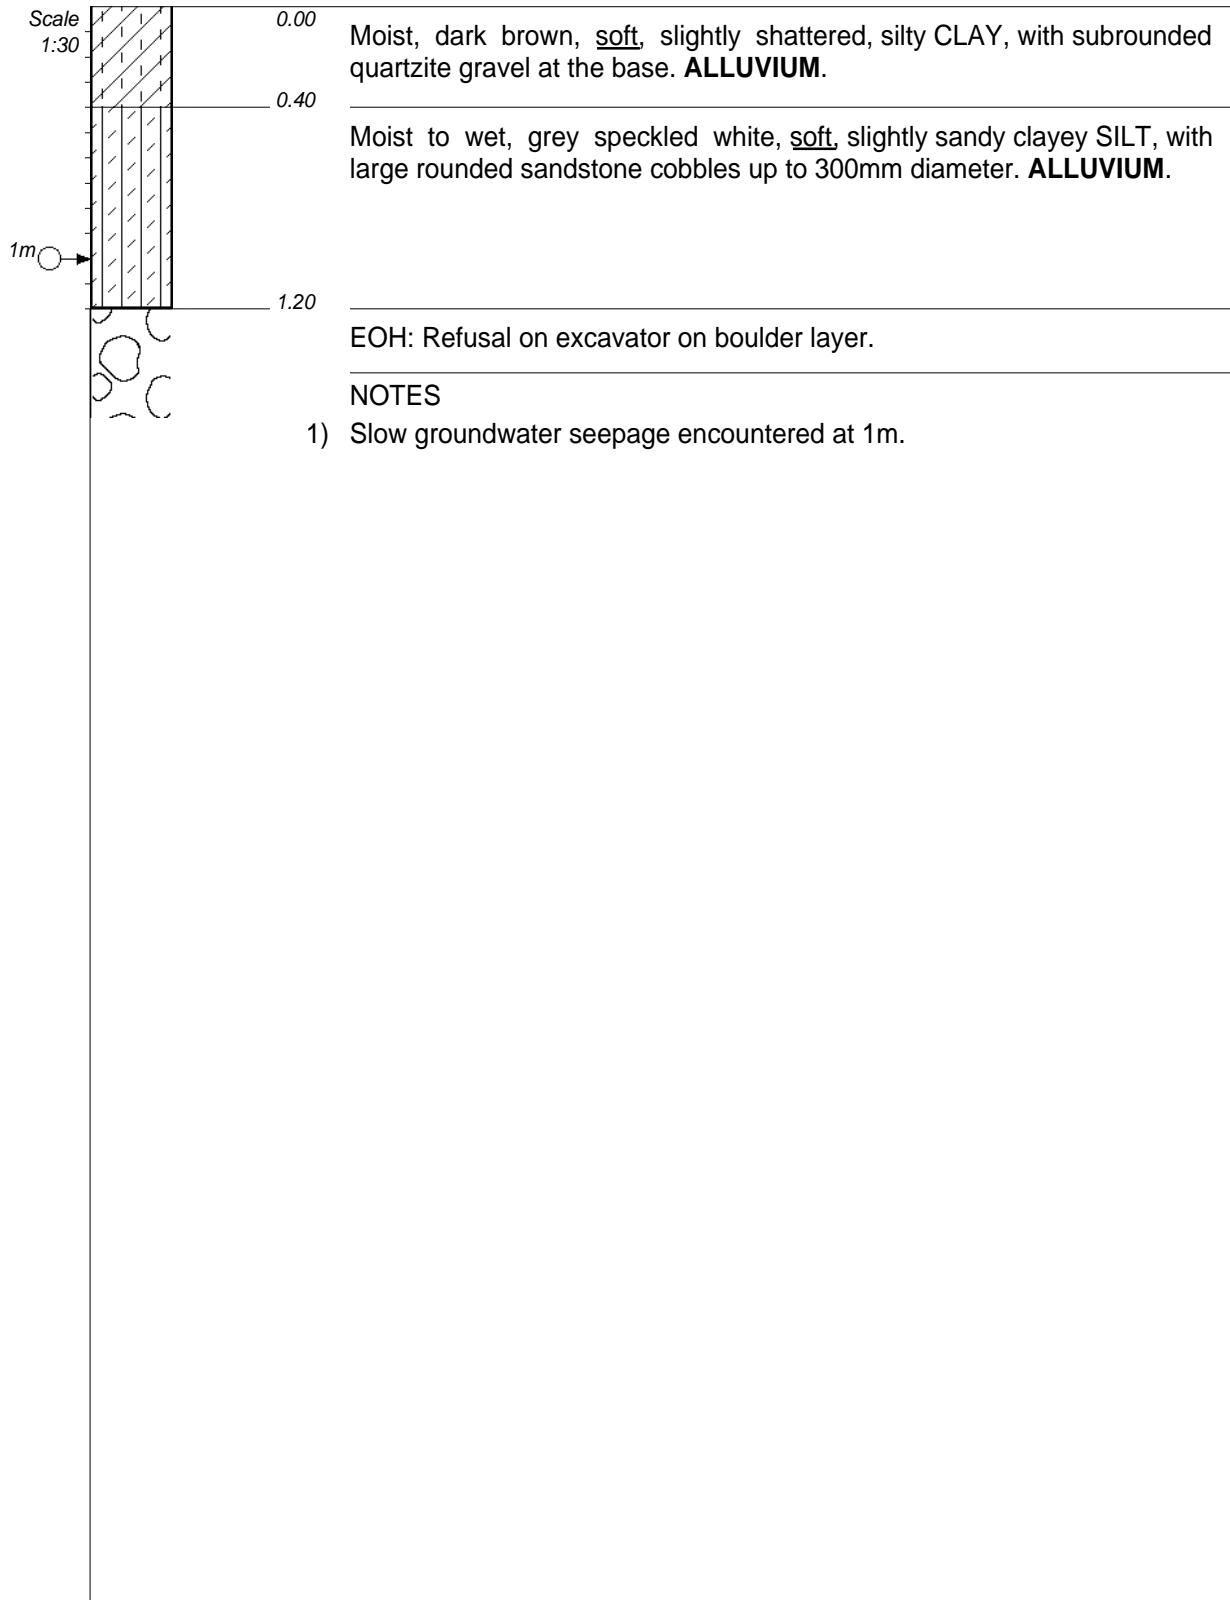 Scale
1:30
0.00
Moist, dark brown, soft, slightly shattered, silty CLAY, with subrounded
quartzite gravel at the base. ALLUVIUM.
0.40
Moist to wet, grey speckled white, soft, slightly sandy clayey SILT, with
large rounded sandstone cobbles up to 300mm diameter. ALLUVIUM.
1m
1.20
EOH: Refusal on excavator on boulder layer.
NOTES
1) Slow groundwater seepage encountered at 1m.